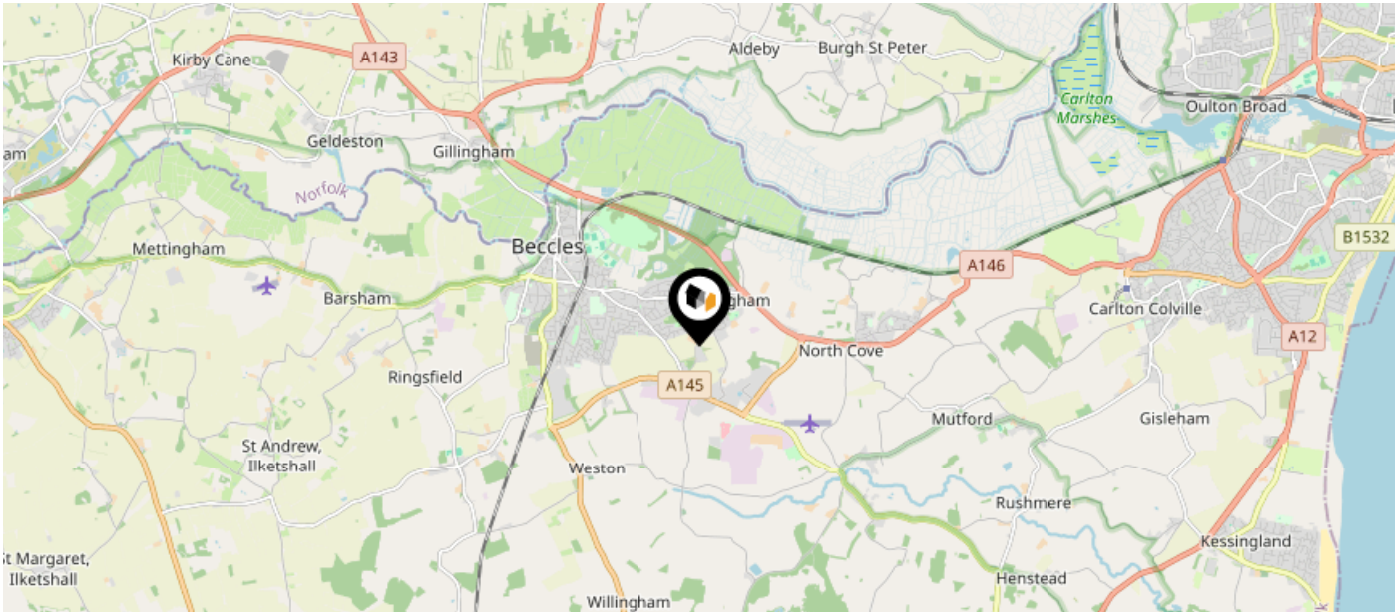 Aldeby
Burgh St Peter
Kirby Cane
A143
Carlton
Marshes
Oulton Broad
Geldeston
Gillingham
Norfolk
Beccles
Mettingham
B1532
A146
Barsham
Carlton Colville
A12
North Cove
Ringsfield
A145
Mutford
Gisleham
St Andrew,
Ilketshall
Weston
Rushmere
Kessingland
St Margaret,
Ilketshall
Henstead
Willingham